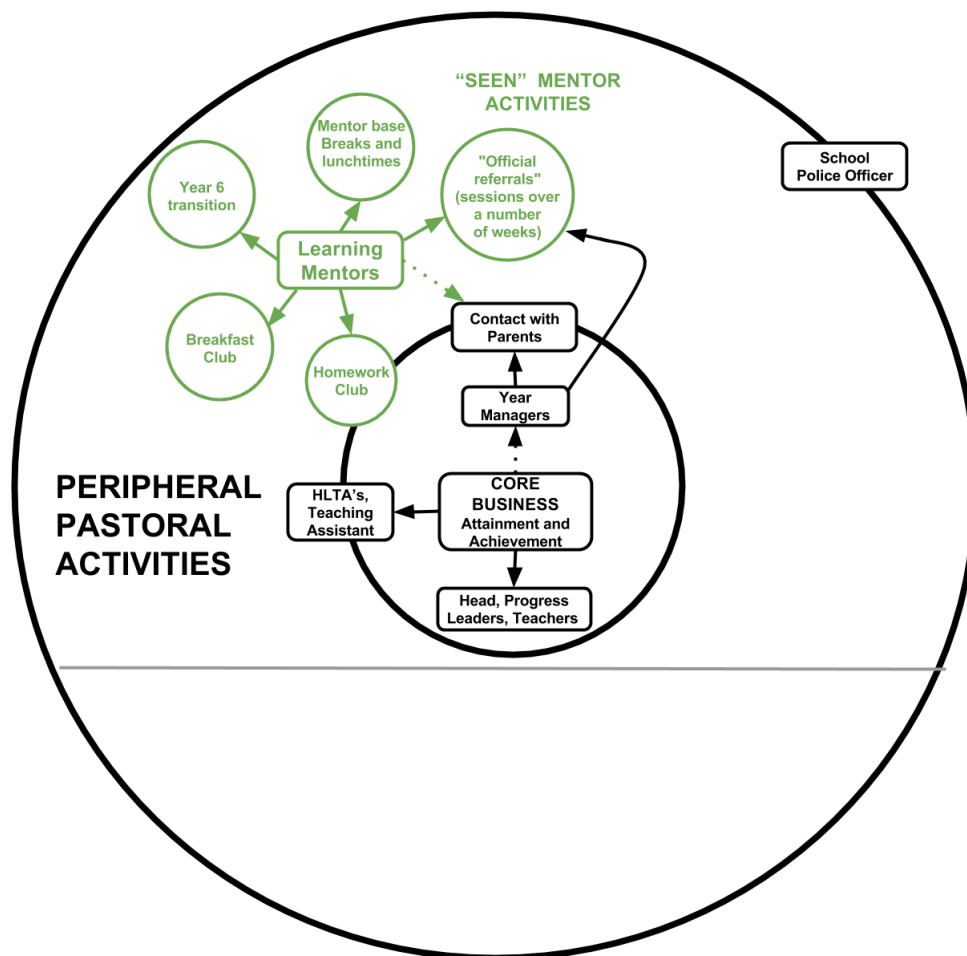 “SEEN” MENTOR
ACTIVITIES
Mentor base
Breaks and
lunchtimes
"Official
referrals"
(sessions over
a number
of weeks)
School
Police Officer
Year 6
transition
Learning
Mentors
Contact with
Parents
Breakfast
Club
Homework
Club
Year
Managers
PERIPHERAL
PASTORAL
ACTIVITIES
HLTA's,
Teaching
Assistant
CORE
BUSINESS
Attainment and
Achievement
Head, Progress
Leaders, Teachers